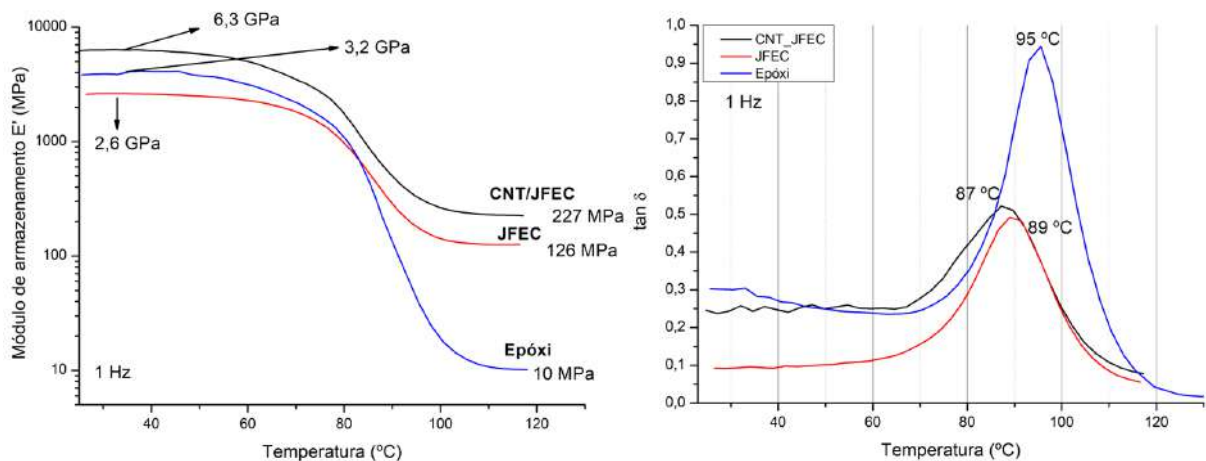 10000
1000
100
10
Módulo de armazenamento E' (MPa)
6,3 GPa
3,2 GPa
2,6 GPa
CNT/JFEC
227 MPa
JFEC
126 MPa
Epóxi
10 MPa
1 Hz
40 60 80 100 120
Temperatura (ºC)
1,0
0,9
0,8
0,7
0,6
0,5
0,4
0,3
0,2
0,1
0,0
tan δ
CNT_JFEC
JFEC
Epóxi
1 Hz
95 ºC
87 ºC
89 ºC
40 60 80 100 120
Temperatura (ºC)